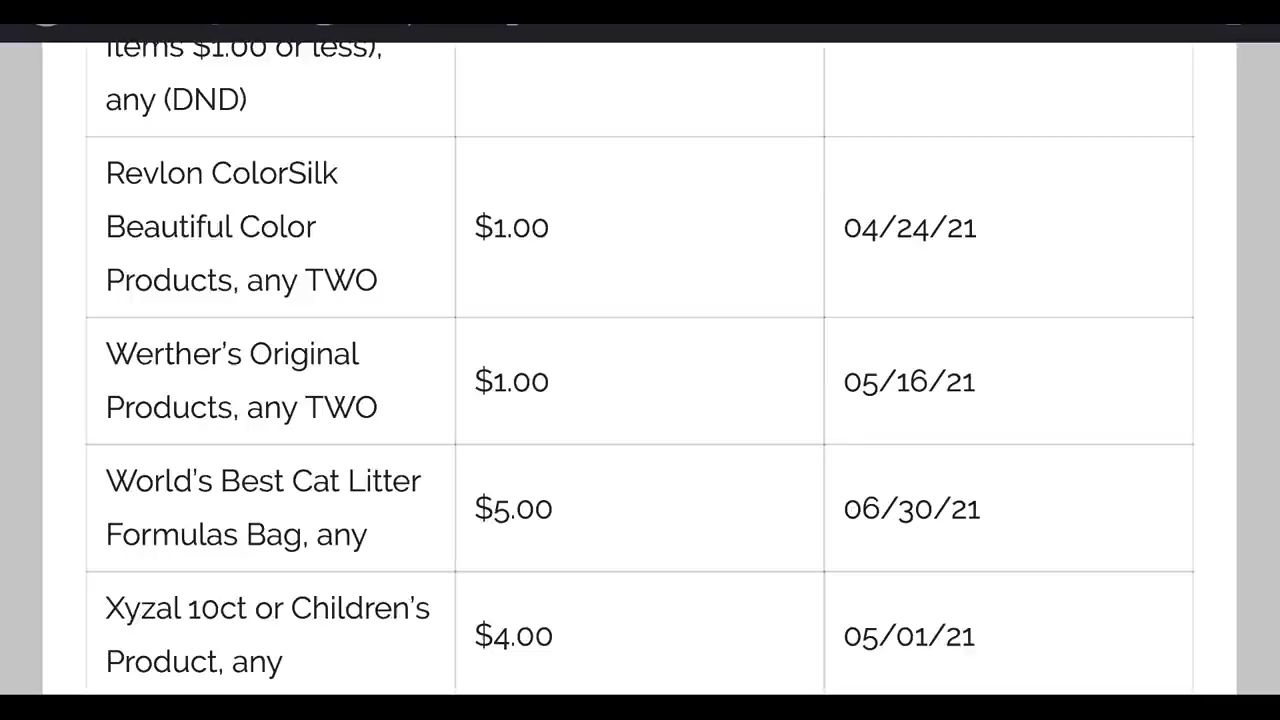 items $1.00 or less),
any (DND)
Revlon ColorSilk
Beautiful Color
Products, any TWO
$1.00
04/24/21
Werther's Original
Products, any TWO
$1.00
05/16/21
World's Best Cat Litter
Formulas Bag, any
$5.00
06/30/21
Xyzal 10ct or Children's
Product, any
$4.00
05/01/21